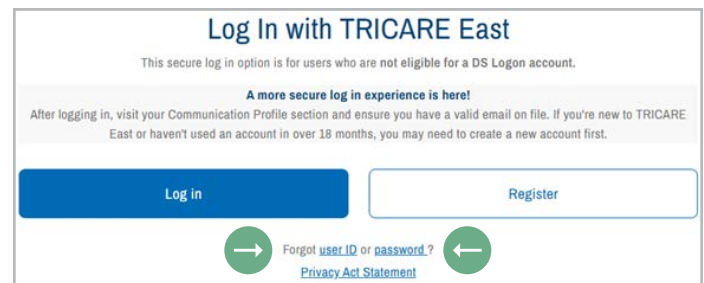 Log In with TRICARE East
This secure log in option is for users who are not eligible for a DS Logon account.
A more secure log in experience is here!
After logging in, visit your Communication Profile section and ensure you have a valid email on file. If you're new to TRICARE
East or haven't used an account in over 18 months, you may need to create a new account first.
Log in
Register
Forgot user ID or password ?
Privacy Act Statement